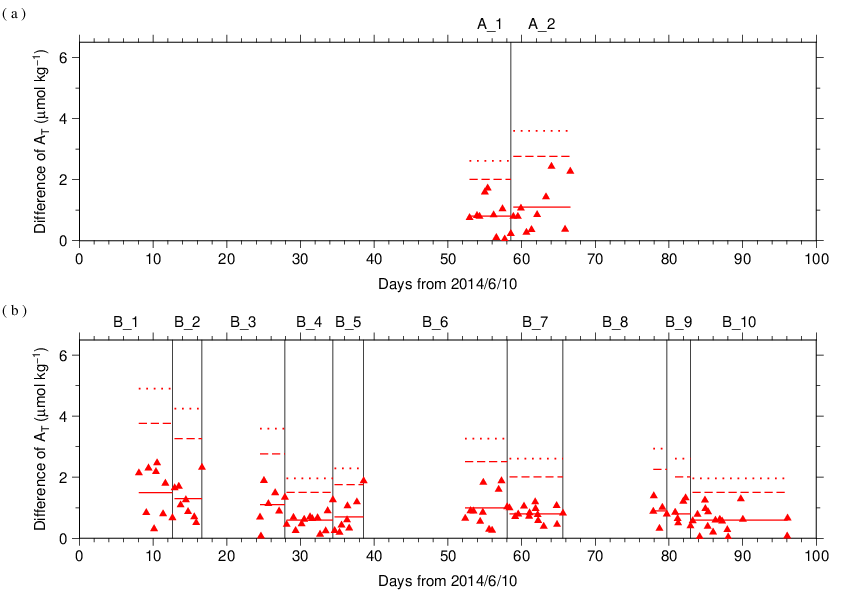 ( a )
A_1 A_2
Difference of A_T (μmol kg⁻¹)
6
4
2
0
0 10 20 30 40 50 60 70 80 90 100
Days from 2014/6/10
( b )
B_1 B_2 B_3 B_4 B_5 B_6 B_7 B_8 B_9 B_10
Difference of A_T (μmol kg⁻¹)
6
4
2
0
0 10 20 30 40 50 60 70 80 90 100
Days from 2014/6/10